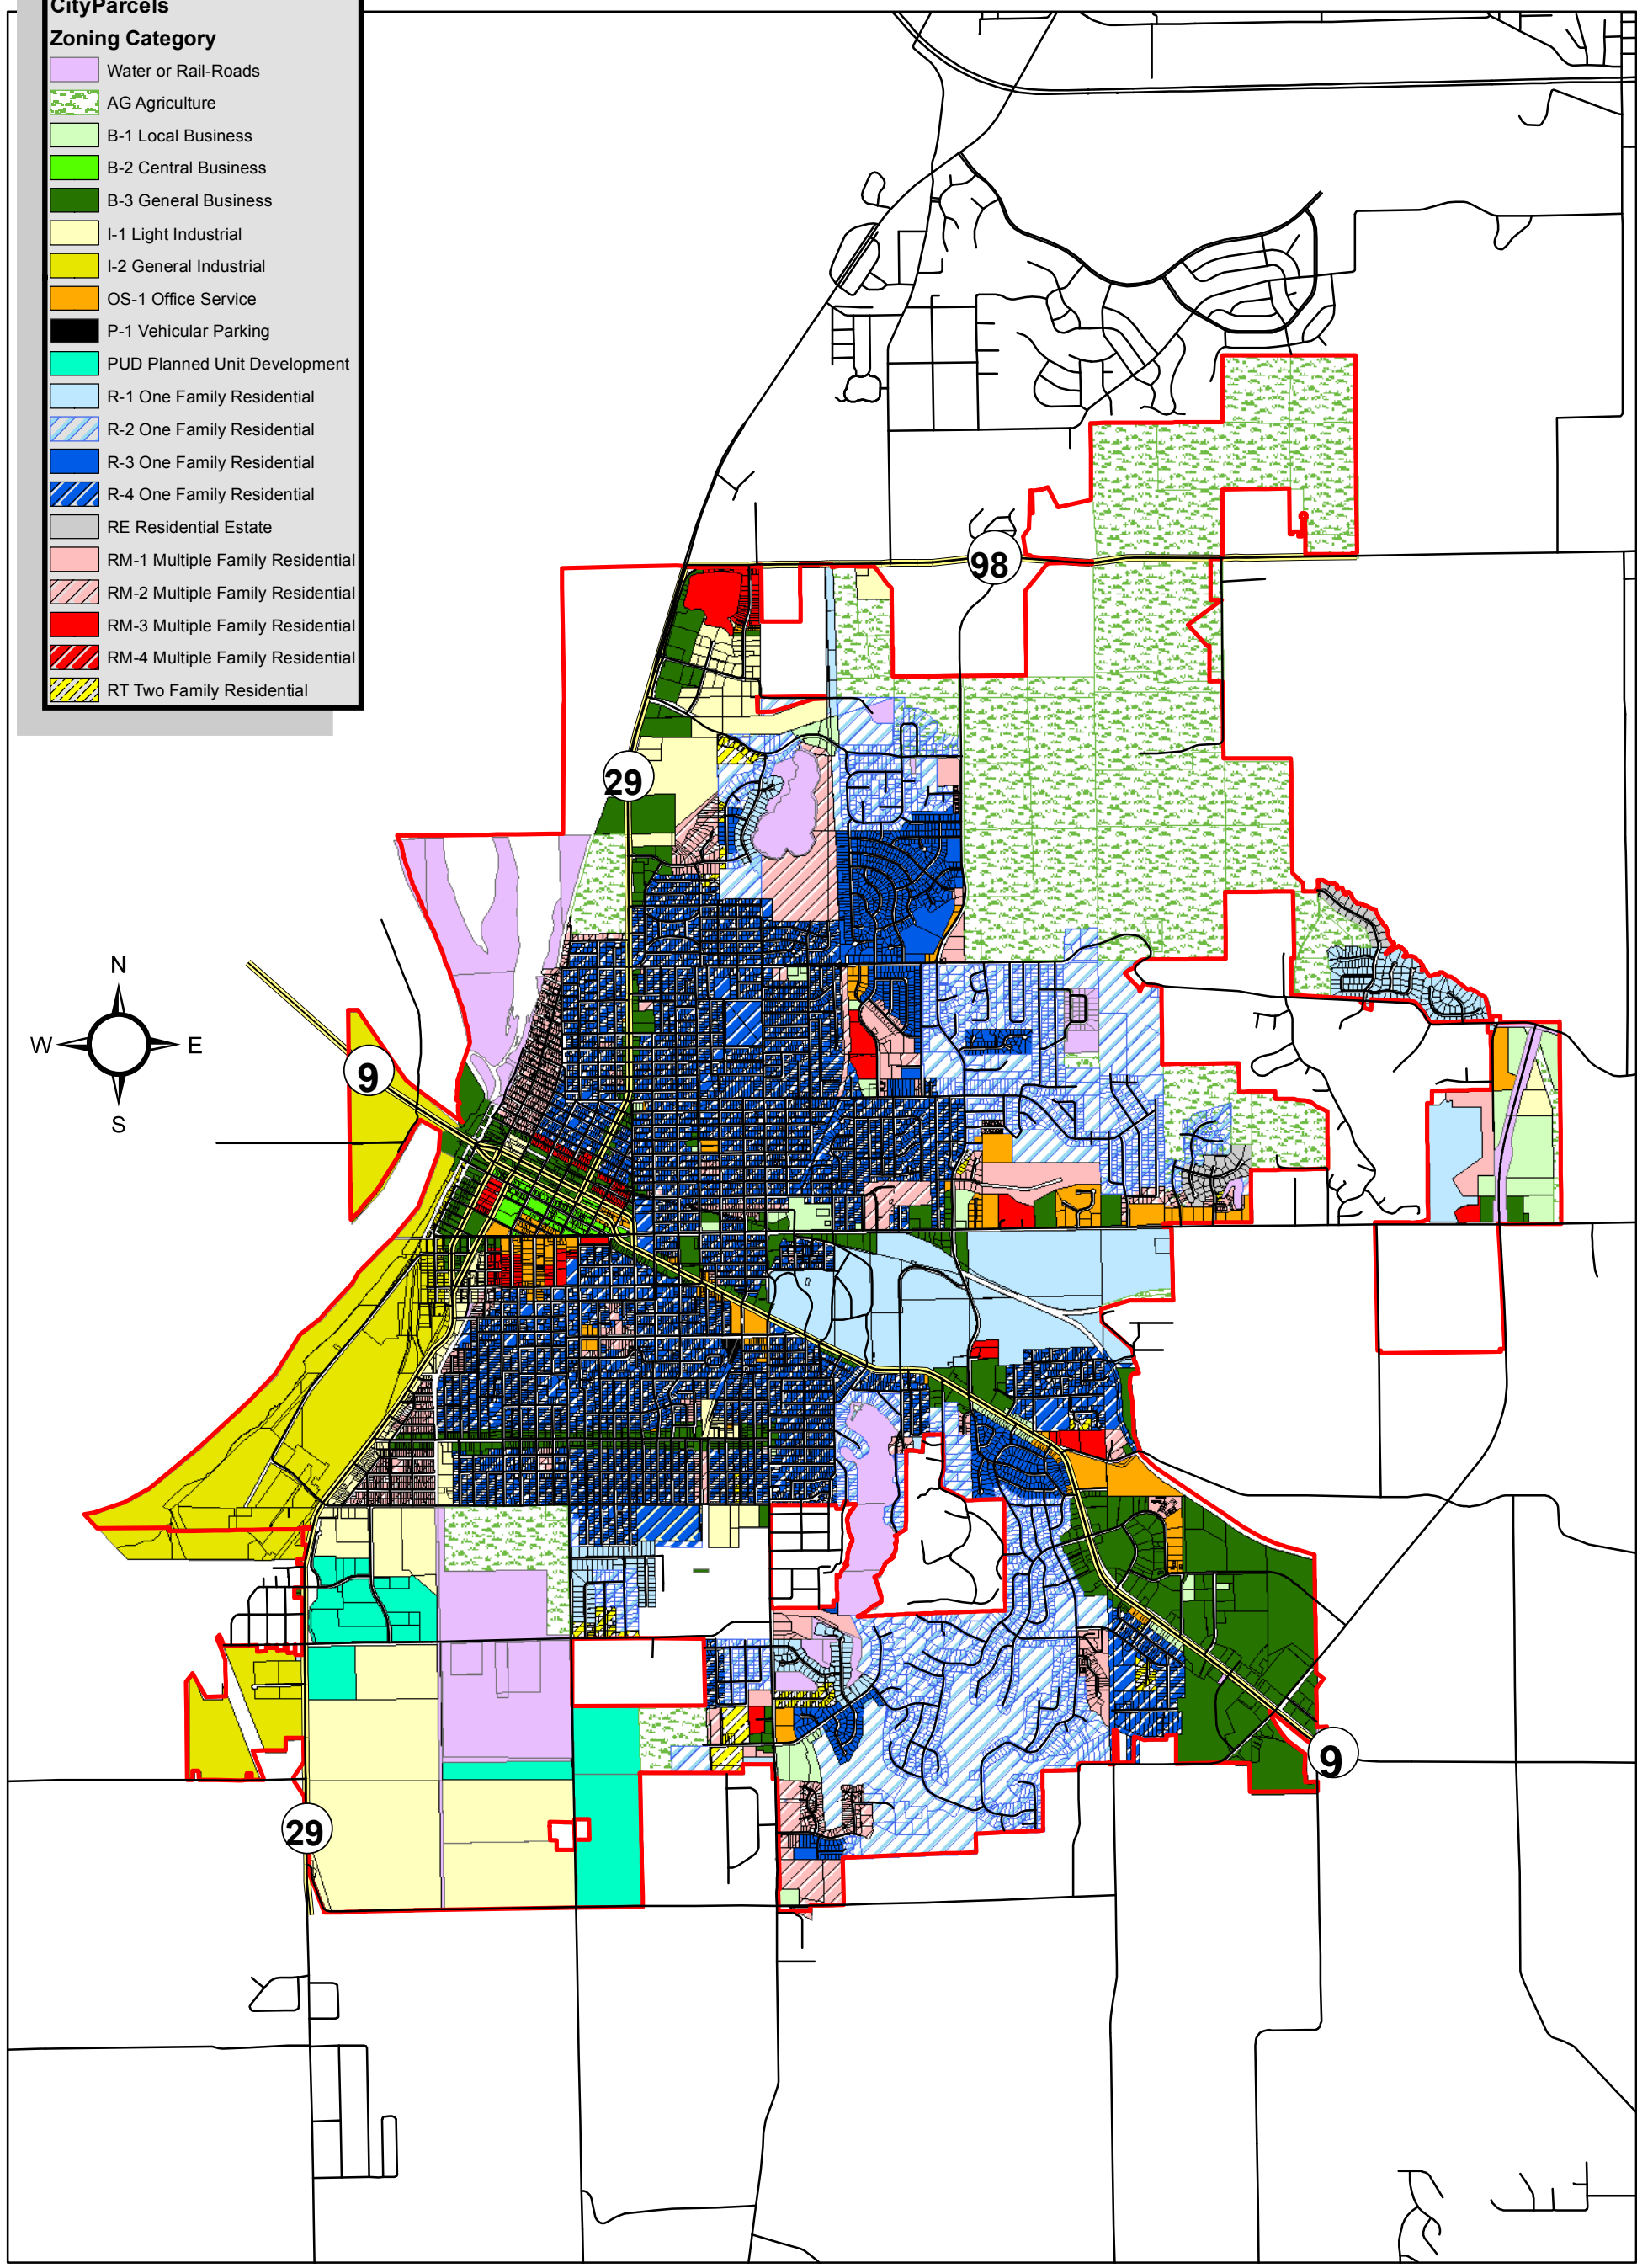 CityParcels
Zoning Category
Water or Rail-Roads
AG Agriculture
B-1 Local Business
B-2 Central Business
B-3 General Business
I-1 Light Industrial
I-2 General Industrial
OS-1 Office Service
P-1 Vehicular Parking
PUD Planned Unit Development
R-1 One Family Residential
R-2 One Family Residential
R-3 One Family Residential
R-4 One Family Residential
RE Residential Estate
RM-1 Multiple Family Residential
RM-2 Multiple Family Residential
RM-3 Multiple Family Residential
RM-4 Multiple Family Residential
RT Two Family Residential
98
29
N
W E
S
9
9
29